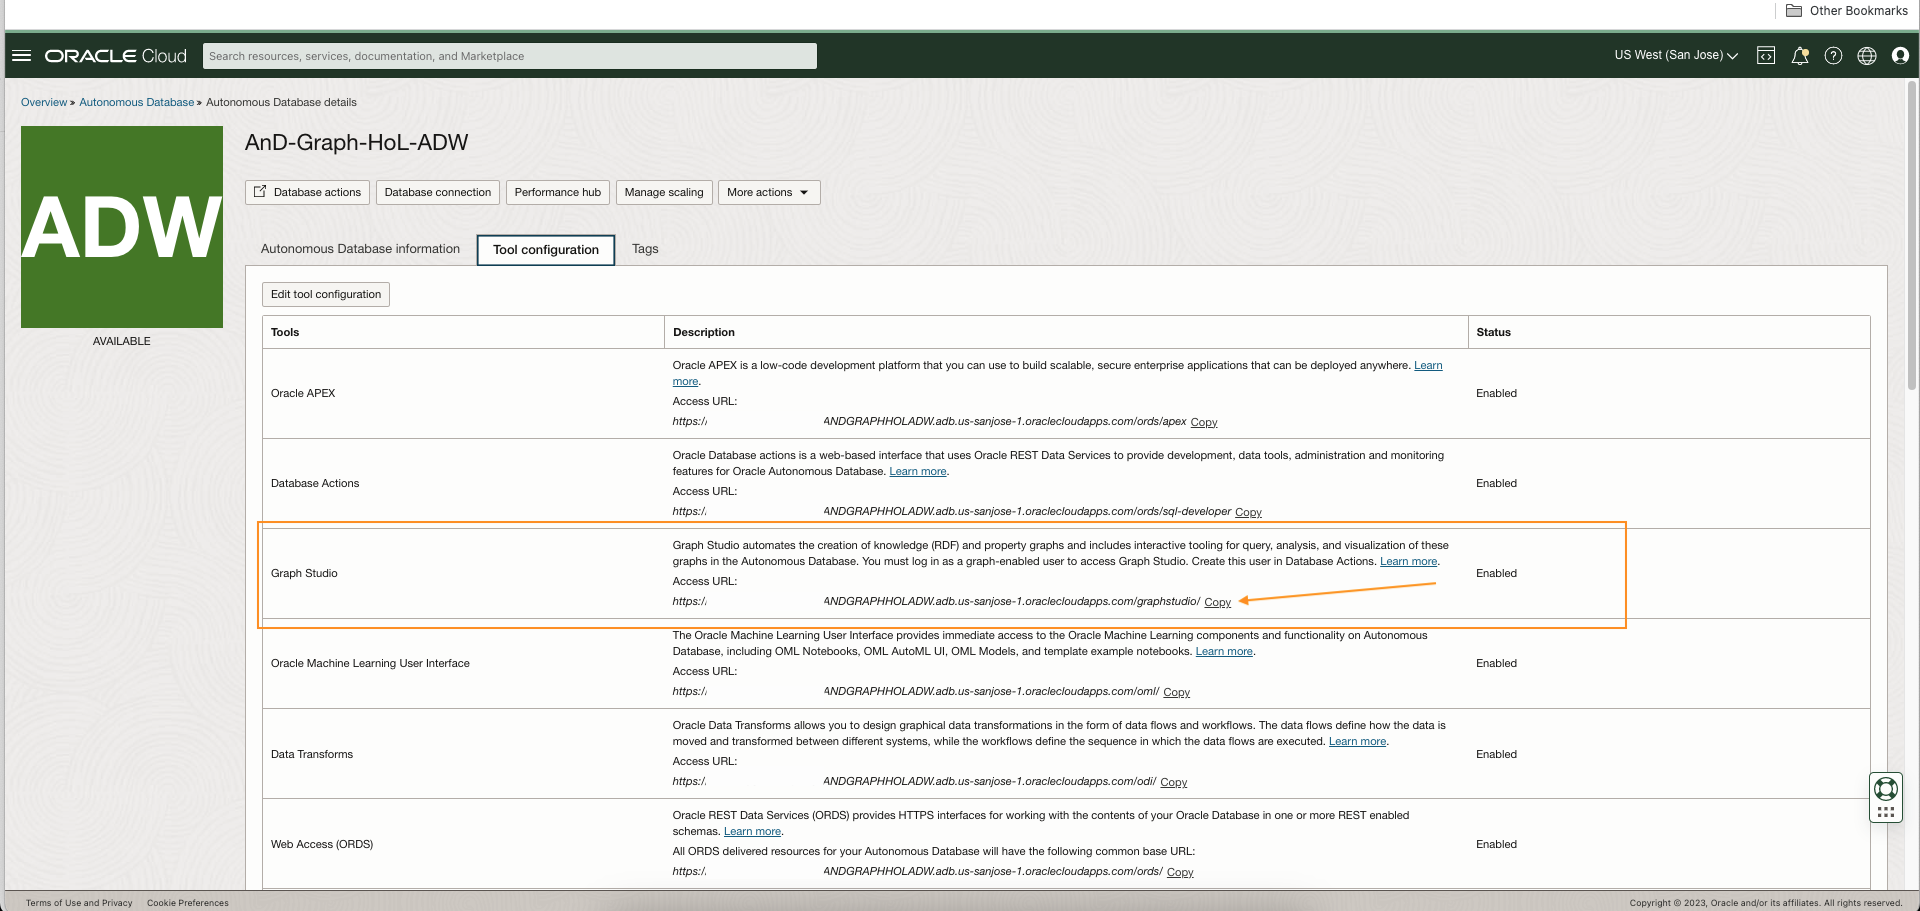 Other Bookmarks
ORACLE Cloud
Search resources, services, documentation, and Marketplace
US West (San Jose)
Overview » Autonomous Database » Autonomous Database details
ADW
AVAILABLE
AnD-Graph-HoL-ADW
Database actions
Database connection
Performance hub
Manage scaling
More actions
Autonomous Database information
Tool configuration
Tags
Edit tool configuration
Tools
Description
Status
Oracle APEX
Oracle APEX is a low-code development platform that you can use to build scalable, secure enterprise applications that can be deployed anywhere. Learn
more.
Access URL:
https:// ANDGRAPHHOLADW.adb.us-sanjose-1.oraclecloudapps.com/ords/apex Copy
Enabled
Database Actions
Oracle Database actions is a web-based interface that uses Oracle REST Data Services to provide development, data tools, administration and monitoring
features for Oracle Autonomous Database. Learn more.
Access URL:
https:/ ANDGRAPHHOLADW.adb.us-sanjose-1.oraclecloudapps.com/ords/sql-developer Copy
Enabled
Graph Studio
Graph Studio automates the creation of knowledge (RDF) and property graphs and includes interactive tooling for query, analysis, and visualization of these
graphs in the Autonomous Database. You must log in as a graph-enabled user to access Graph Studio. Create this user in Database Actions. Learn more.
Access URL:
https:/ ANDGRAPHHOLADW.adb.us-sanjose-1.oraclecloudapps.com/graphstudio/ Copy
Enabled
Oracle Machine Learning User Interface
The Oracle Machine Learning User Interface provides immediate access to the Oracle Machine Learning components and functionality on Autonomous
Database, including OML Notebooks, OML AutoML UI, OML Models, and template example notebooks. Learn more.
Access URL:
https:/ ANDGRAPHHOLADW.adb.us-sanjose-1.oraclecloudapps.com/oml/ Copy
Enabled
Data Transforms
Oracle Data Transforms allows you to design graphical data transformations in the form of data flows and workflows. The data flows define how the data is
moved and transformed between different systems, while the workflows define the sequence in which the data flows are executed. Learn more.
Access URL:
https:/ ANDGRAPHHOLADW.adb.us-sanjose-1.oraclecloudapps.com/odi/ Copy
Enabled
Web Access (ORDS)
Oracle REST Data Services (ORDS) provides HTTPS interfaces for working with the contents of your Oracle Database in one or more REST enabled
schemas. Learn more.
All ORDS delivered resources for your Autonomous Database will have the following common base URL:
https:/ ANDGRAPHHOLADW.adb.us-sanjose-1.oraclecloudapps.com/ords/ Copy
Enabled
Terms of Use and Privacy
Cookie Preferences
Copyright © 2023, Oracle and/or its affiliates. All rights reserved.